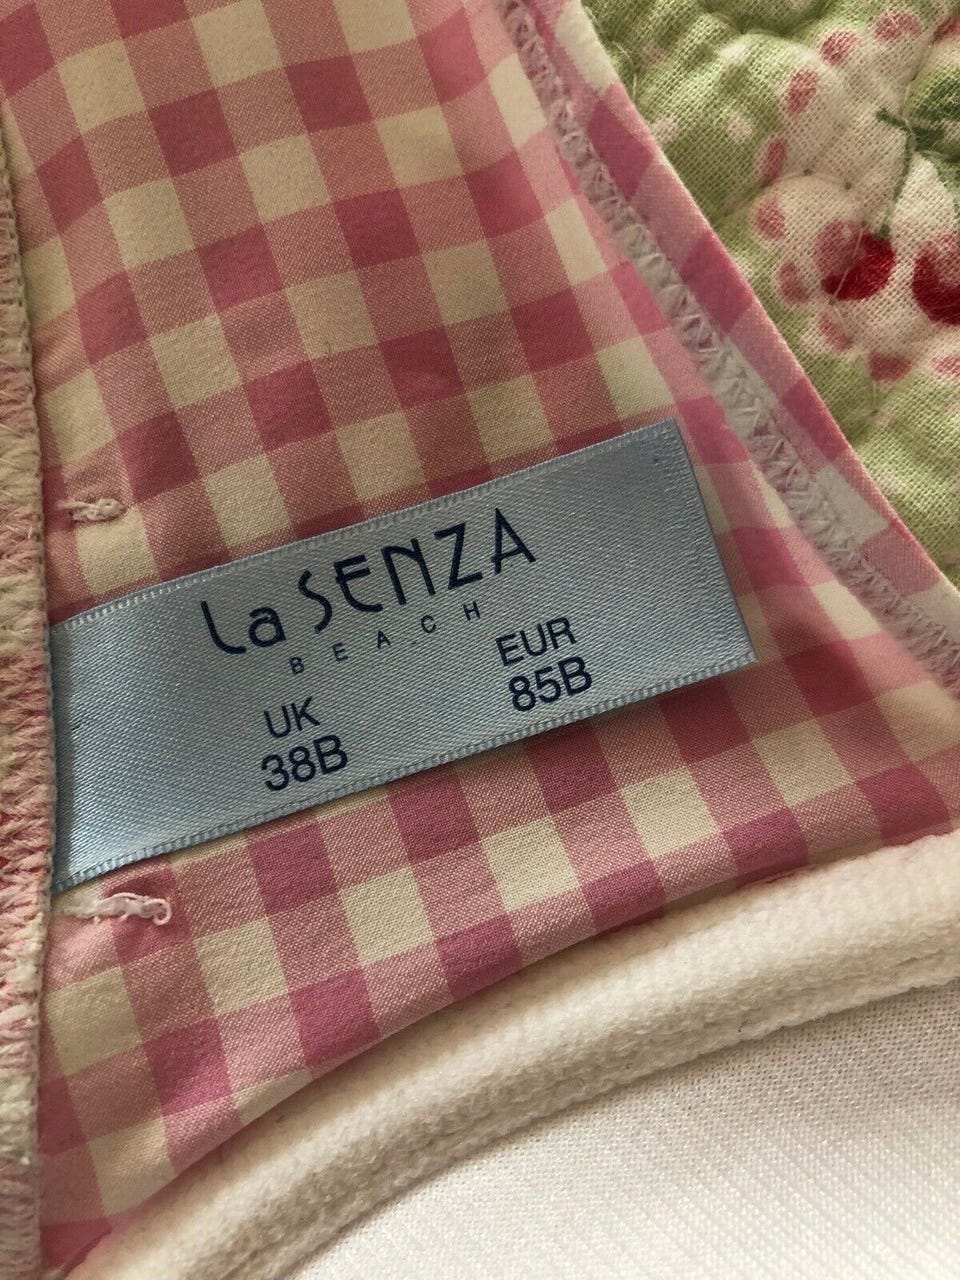 La SENZA
BEACH
UK
38B
EUR
85B